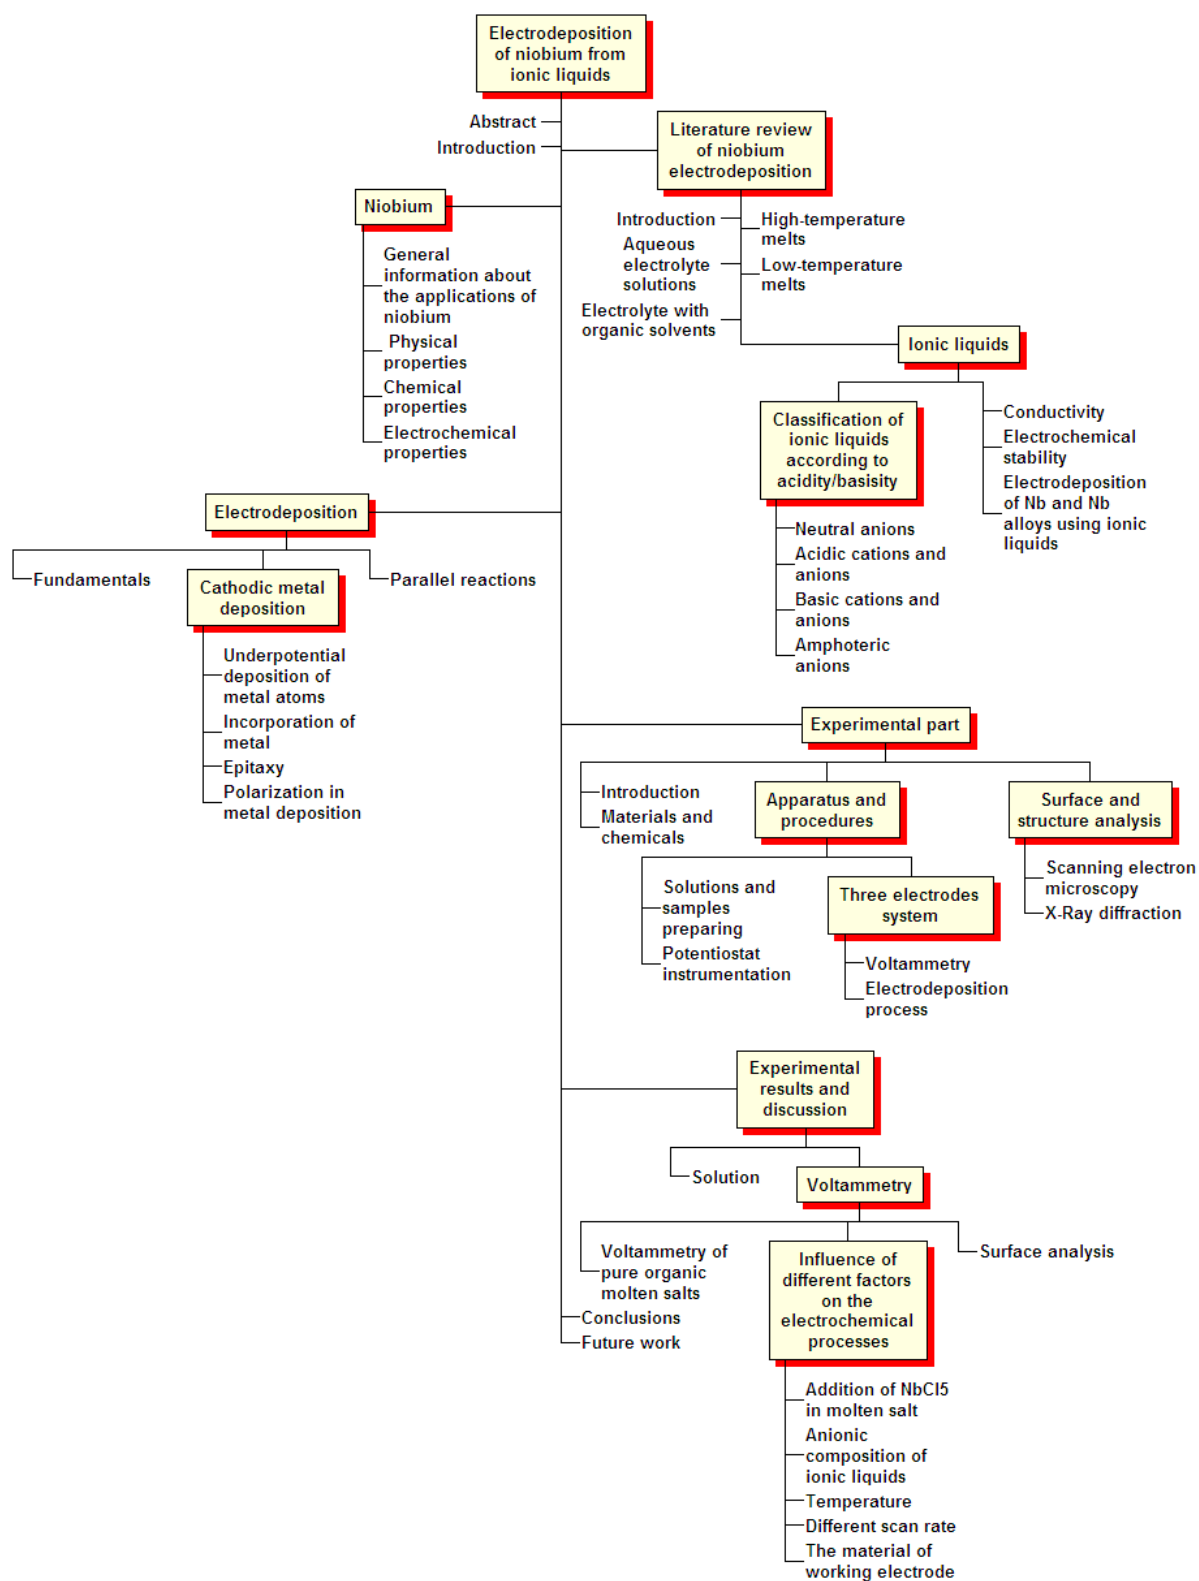 Electrodeposition
of niobium from
ionic liquids
Abstract
Introduction
Literature review
of niobium
electrodeposition
Introduction
Aqueous
electrolyte
solutions
Electrolyte with
organic solvents
High-temperature
melts
Low-temperature
melts
Ionic liquids
Classification of
ionic liquids
according to
acidity/basisity
Neutral anions
Acidic cations and
anions
Basic cations and
anions
Amphoteric
anions
Conductivity
Electrochemical
stability
Electrodeposition
of Nb and Nb
alloys using ionic
liquids
Niobium
General
information about
the applications of
niobium
Physical
properties
Chemical
properties
Electrochemical
properties
Electrodeposition
Fundamentals
Cathodic metal
deposition
Underpotential
deposition of
metal atoms
Incorporation of
metal
Epitaxy
Polarization in
metal deposition
Parallel reactions
Experimental part
Introduction
Materials and
chemicals
Apparatus and
procedures
Solutions and
samples
preparing
Potentiostat
instrumentation
Three electrodes
system
Voltammetry
Electrodeposition
process
Surface and
structure analysis
Scanning electron
microscopy
X-Ray diffraction
Experimental
results and
discussion
Solution
Voltammetry
Voltammetry of
pure organic
molten salts
Influence of
different factors
on the
electrochemical
processes
Addition of NbCl5
in molten salt
Anionic
composition of
ionic liquids
Temperature
Different scan rate
The material of
working electrode
Surface analysis
Conclusions
Future work